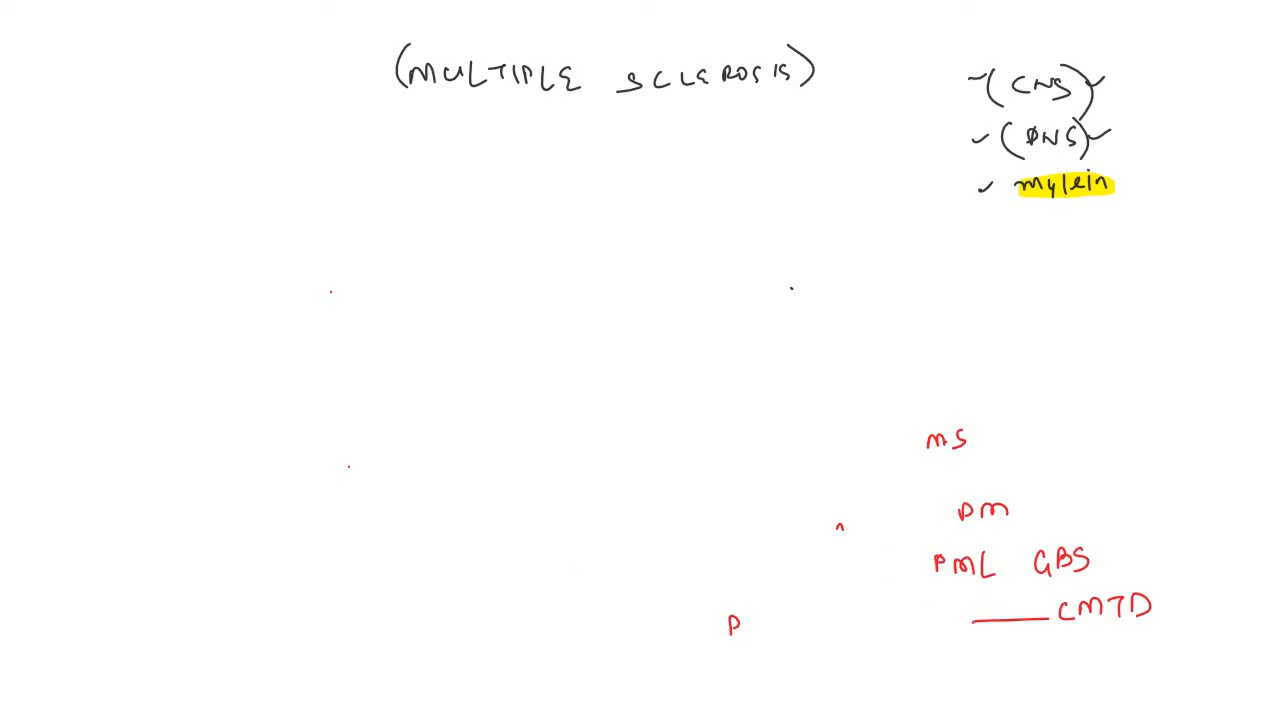 (MULTIPLE SCLEROSIS)
(CNS)
(PNS)
mylein
MS
DM
PML GBS
CMTD
P